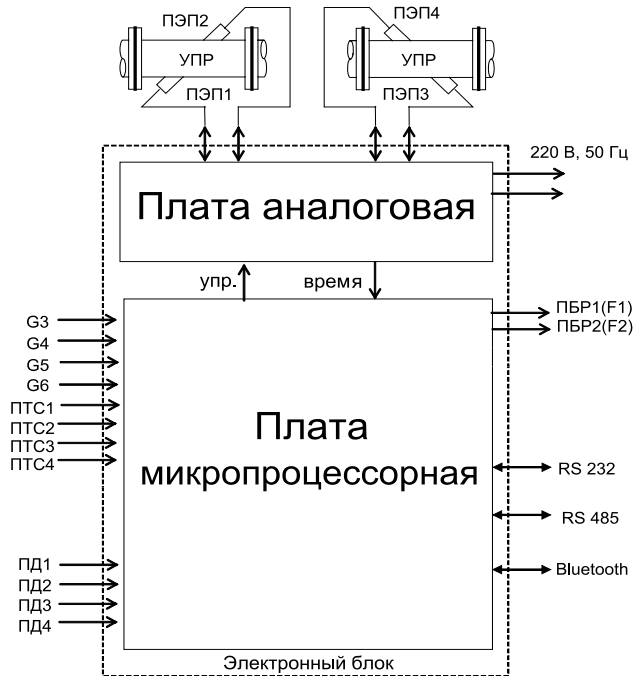 ПЭП2
ПЭП4
УПР
УПР
ПЭП1
ПЭП3
220 В, 50 Гц
Плата аналоговая
упр.
время
ПБР1(F1)
ПБР2(F2)
G3
G4
G5
G6
ПТС1
ПТС2
ПТС3
ПТС4
Плата
микропроцессорная
RS 232
RS 485
Bluetooth
ПД1
ПД2
ПД3
ПД4
Электронный блок